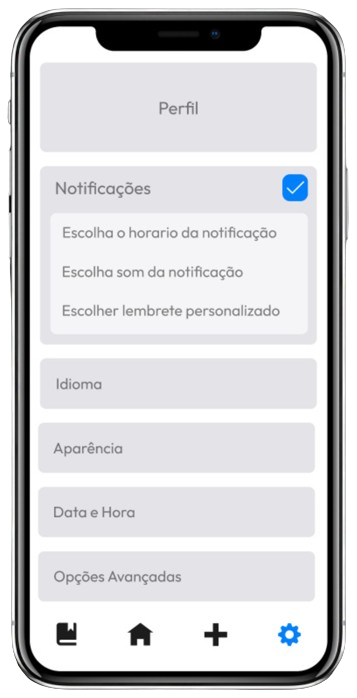 Perfil
Notificações
Escolha o horario da notificação
Escolha som da notificação
Escolher lembrete personalizado
Idioma
Aparência
Data e Hora
Opções Avançadas